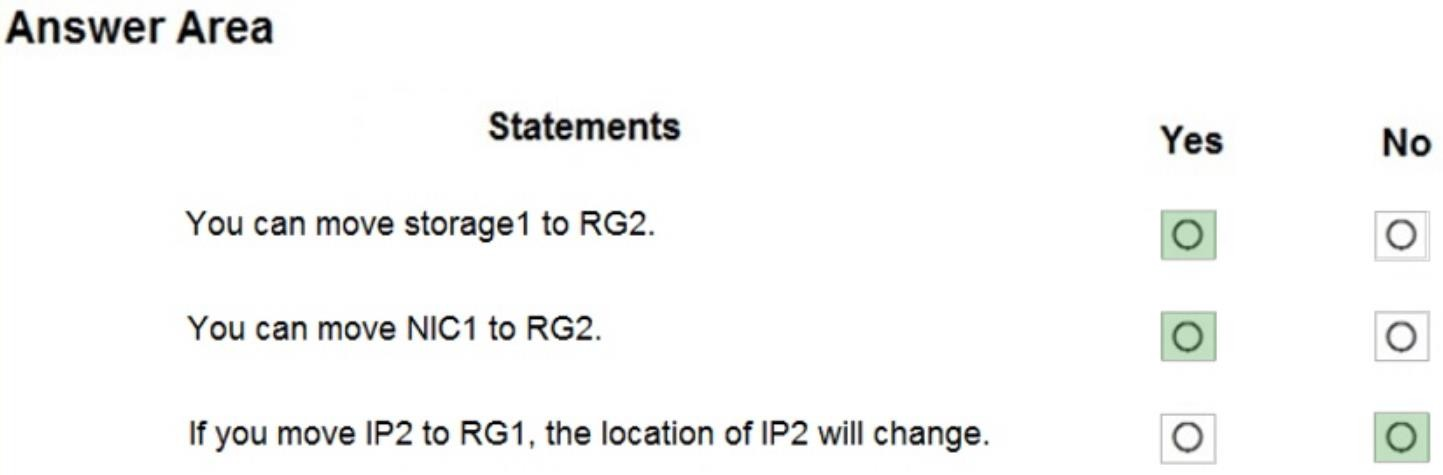 Answer Area
Statements Yes No
You can move storage1 to RG2.
You can move NIC1 to RG2.
If you move IP2 to RG1, the location of IP2 will change.